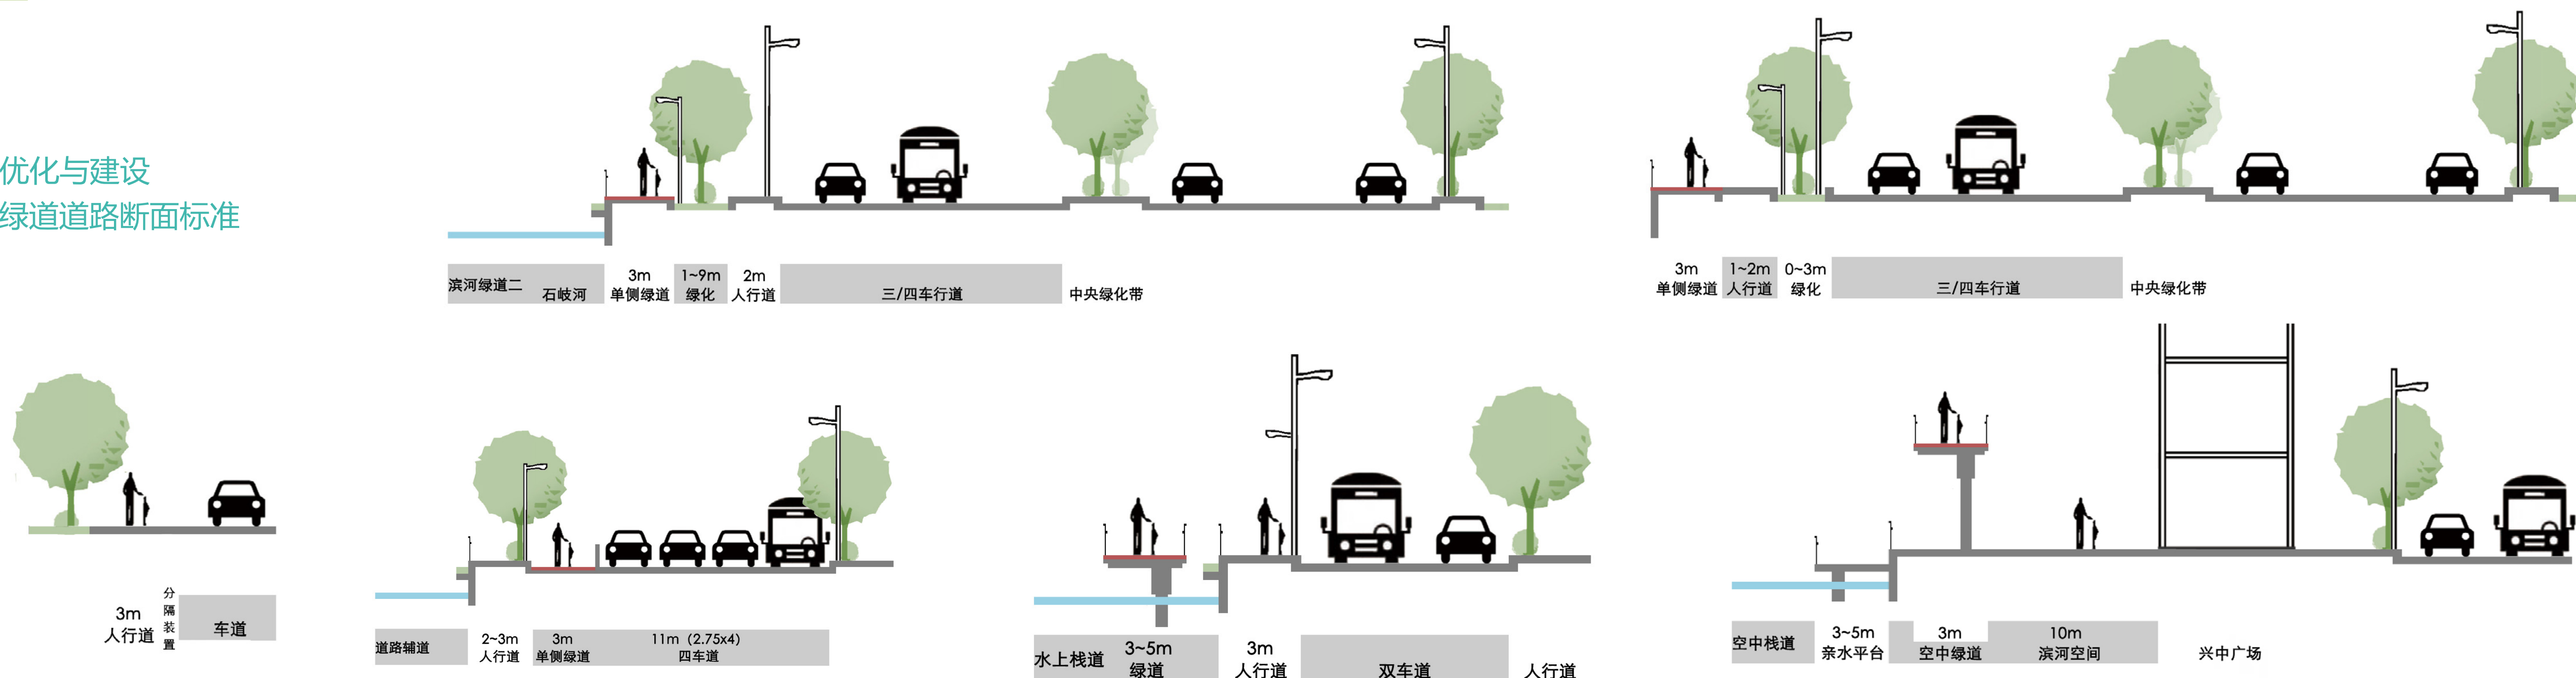 优化与建设
绿道道路断面标准
滨河绿道二
石岐河
3m
单侧绿道
1~9m
绿化
2m
人行道
三/四车行道
中央绿化带
3m
单侧绿道
1~2m
人行道
0~3m
绿化
三/四车行道
中央绿化带
3m
人行道
分
隔
装
置
车道
道路辅道
2~3m
人行道
3m
单侧绿道
11m（2.75x4）
四车道
水上栈道
3~5m
绿道
3m
人行道
双车道
人行道
空中栈道
3~5m
亲水平台
3m
空中绿道
10m
滨河空间
兴中广场